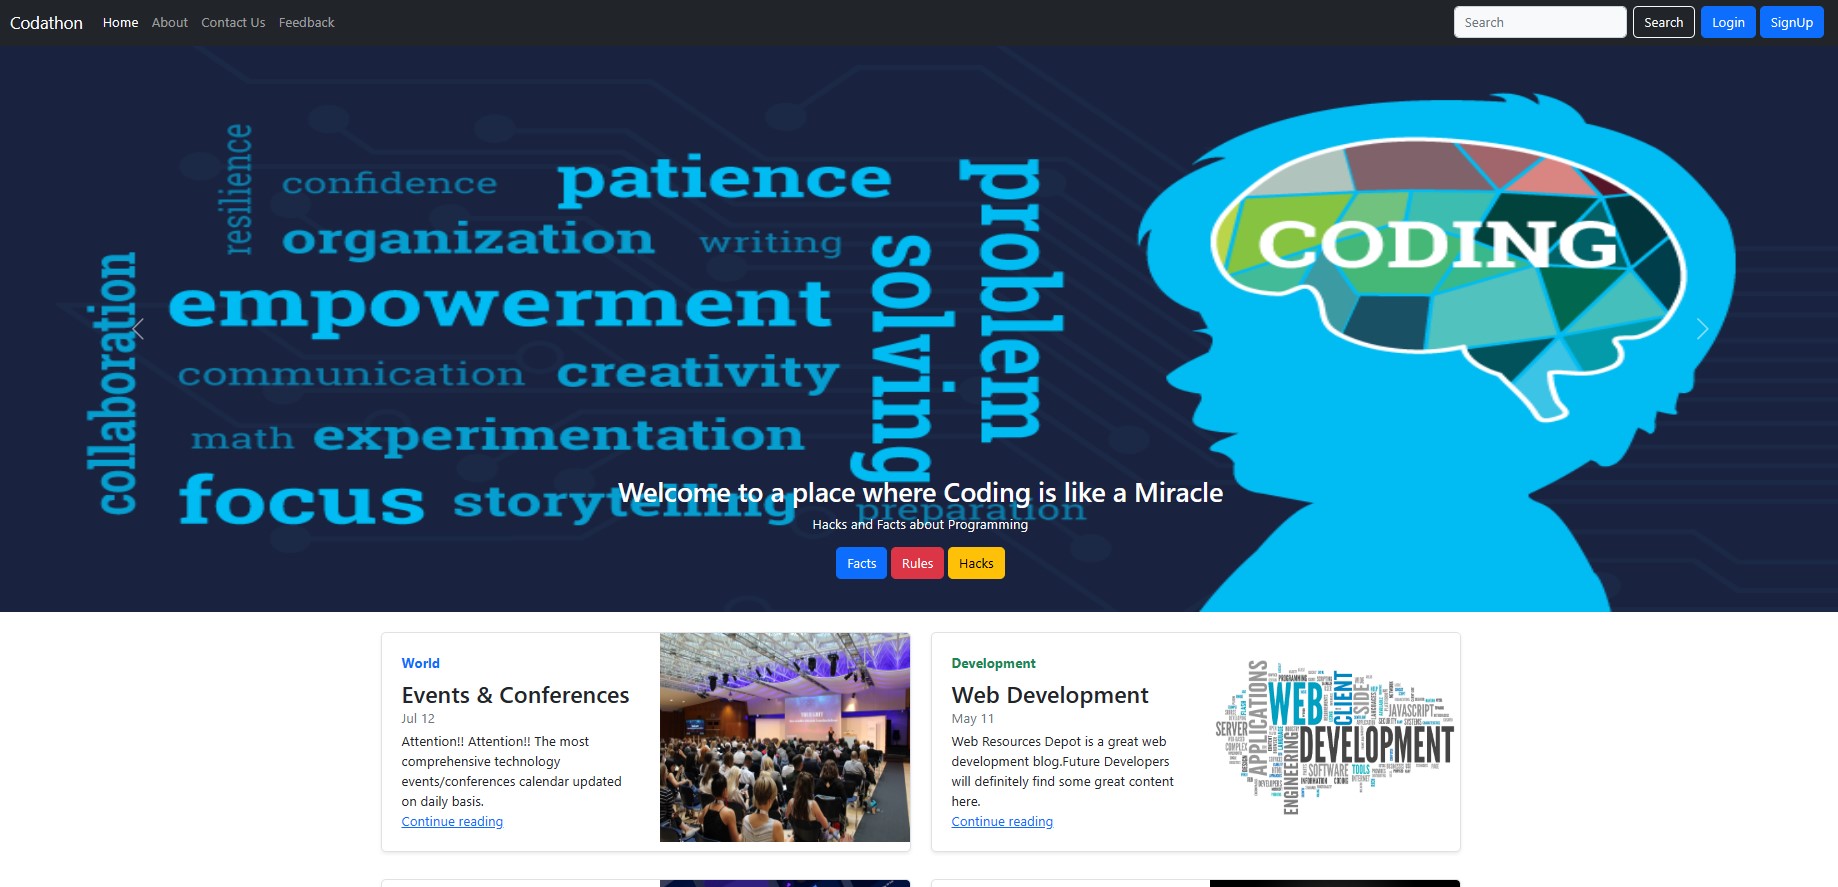 Codathon Home About Contact Us Feedback Search Search Login SignUp
resilience
confidence
patience
problem
organization
writing
solving
CODING
collaboration
empowerment
communication
creativity
math
experimentation
focus
storytelling
preparation
Welcome to a place where Coding is like a Miracle
Hacks and Facts about Programming
Facts Rules Hacks
World
Events & Conferences
Jul 12
Attention!! Attention!! The most
comprehensive technology
events/conferences calendar updated
on daily basis.
Continue reading
Development
Web Development
May 11
Web Resources Depot is a great web
development blog.Future Developers
will definitely find some great content
here.
Continue reading
APPLICATIONS
WEB
CLIENT
SIDE
JAVASCRIPT
SERVER
DEVELOPMENT
ENGINEERING
SOFTWARE
TOOLS